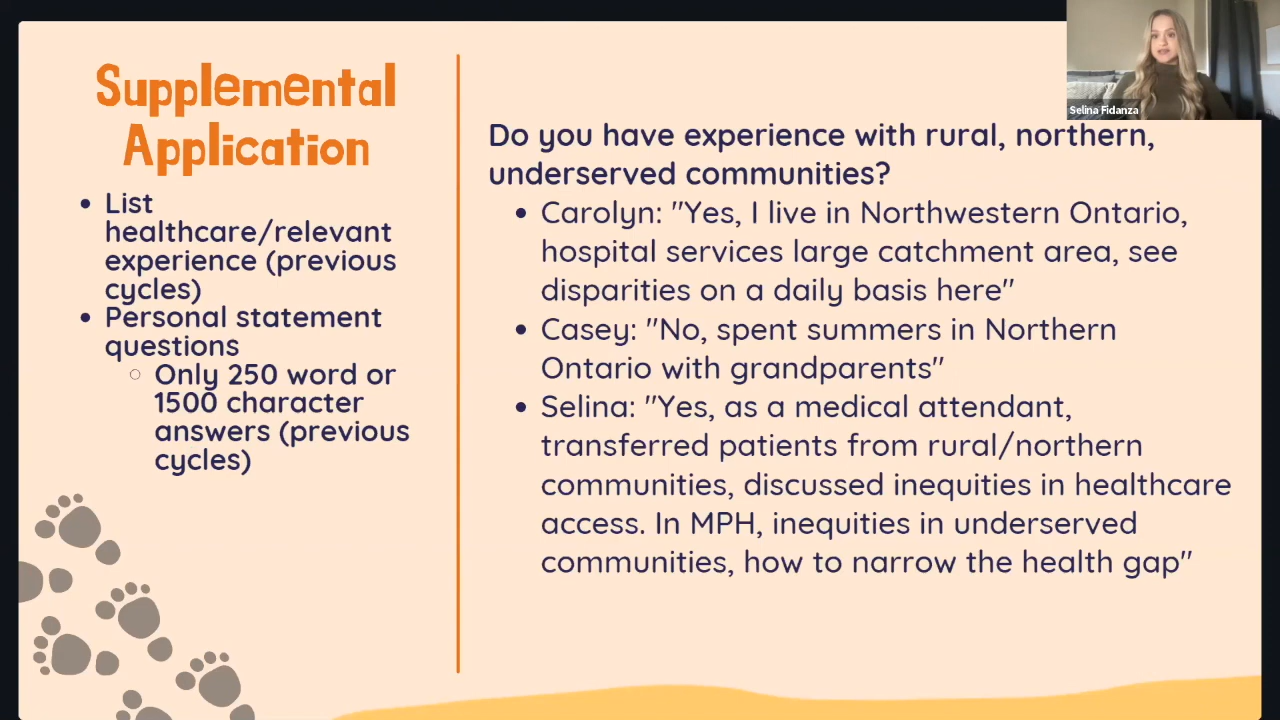 Supplemental
Application
• List
healthcare/relevant
experience (previous
cycles)
• Personal statement
questions
○ Only 250 word or
1500 character
answers (previous
cycles)
Do you have experience with rural, northern,
underserved communities?
• Carolyn: "Yes, I live in Northwestern Ontario,
hospital services large catchment area, see
disparities on a daily basis here"
• Casey: "No, spent summers in Northern
Ontario with grandparents"
• Selina: "Yes, as a medical attendant,
transferred patients from rural/northern
communities, discussed inequities in healthcare
access. In MPH, inequities in underserved
communities, how to narrow the health gap"
Selina Fidanza